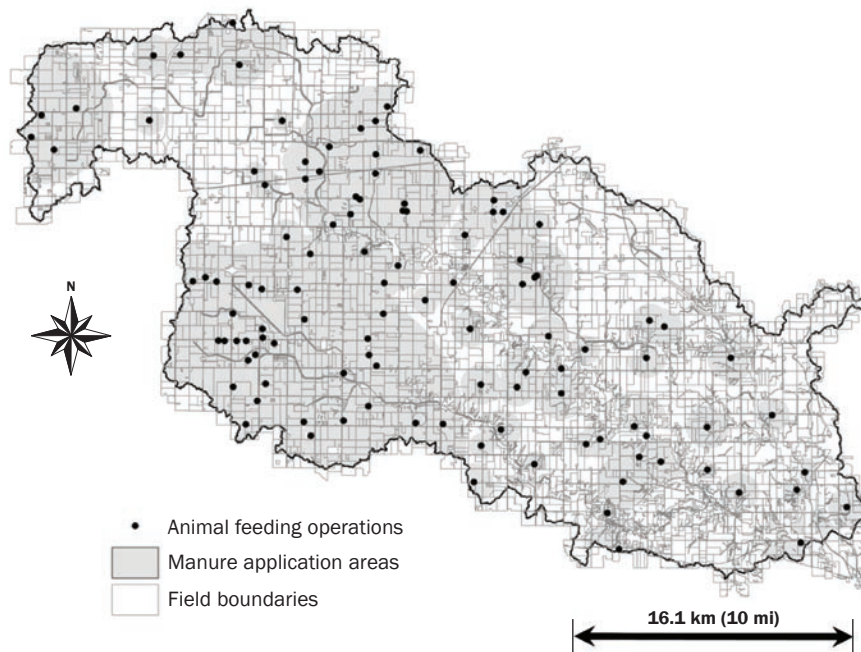 N
Animal feeding operations
Manure application areas
Field boundaries
16.1 km (10 mi)